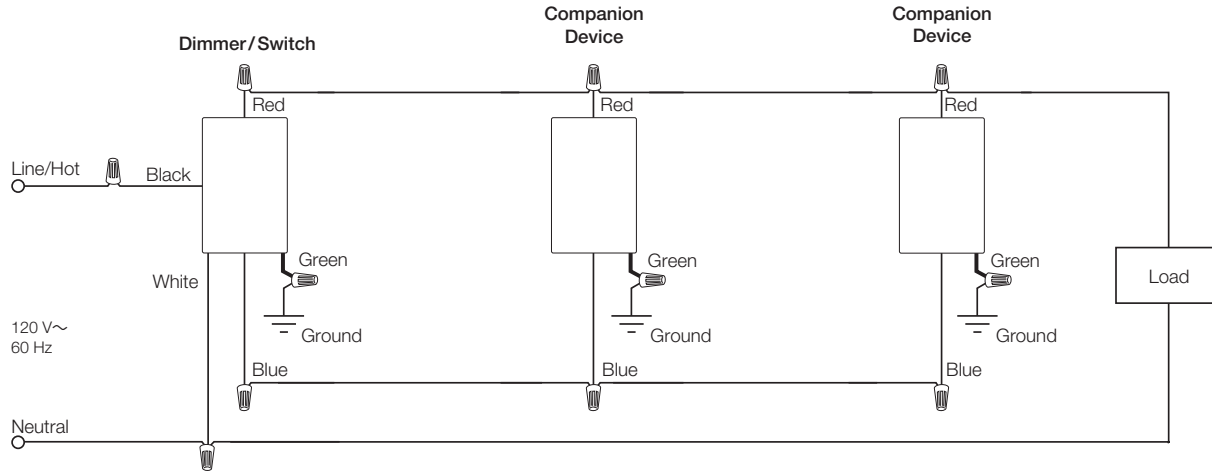 Dimmer/Switch
Companion
Device
Companion
Device
Red
Red
Red
Line/Hot
Black
White
Green
Green
Green
Load
120 V~
60 Hz
Ground
Ground
Ground
Blue
Blue
Blue
Neutral